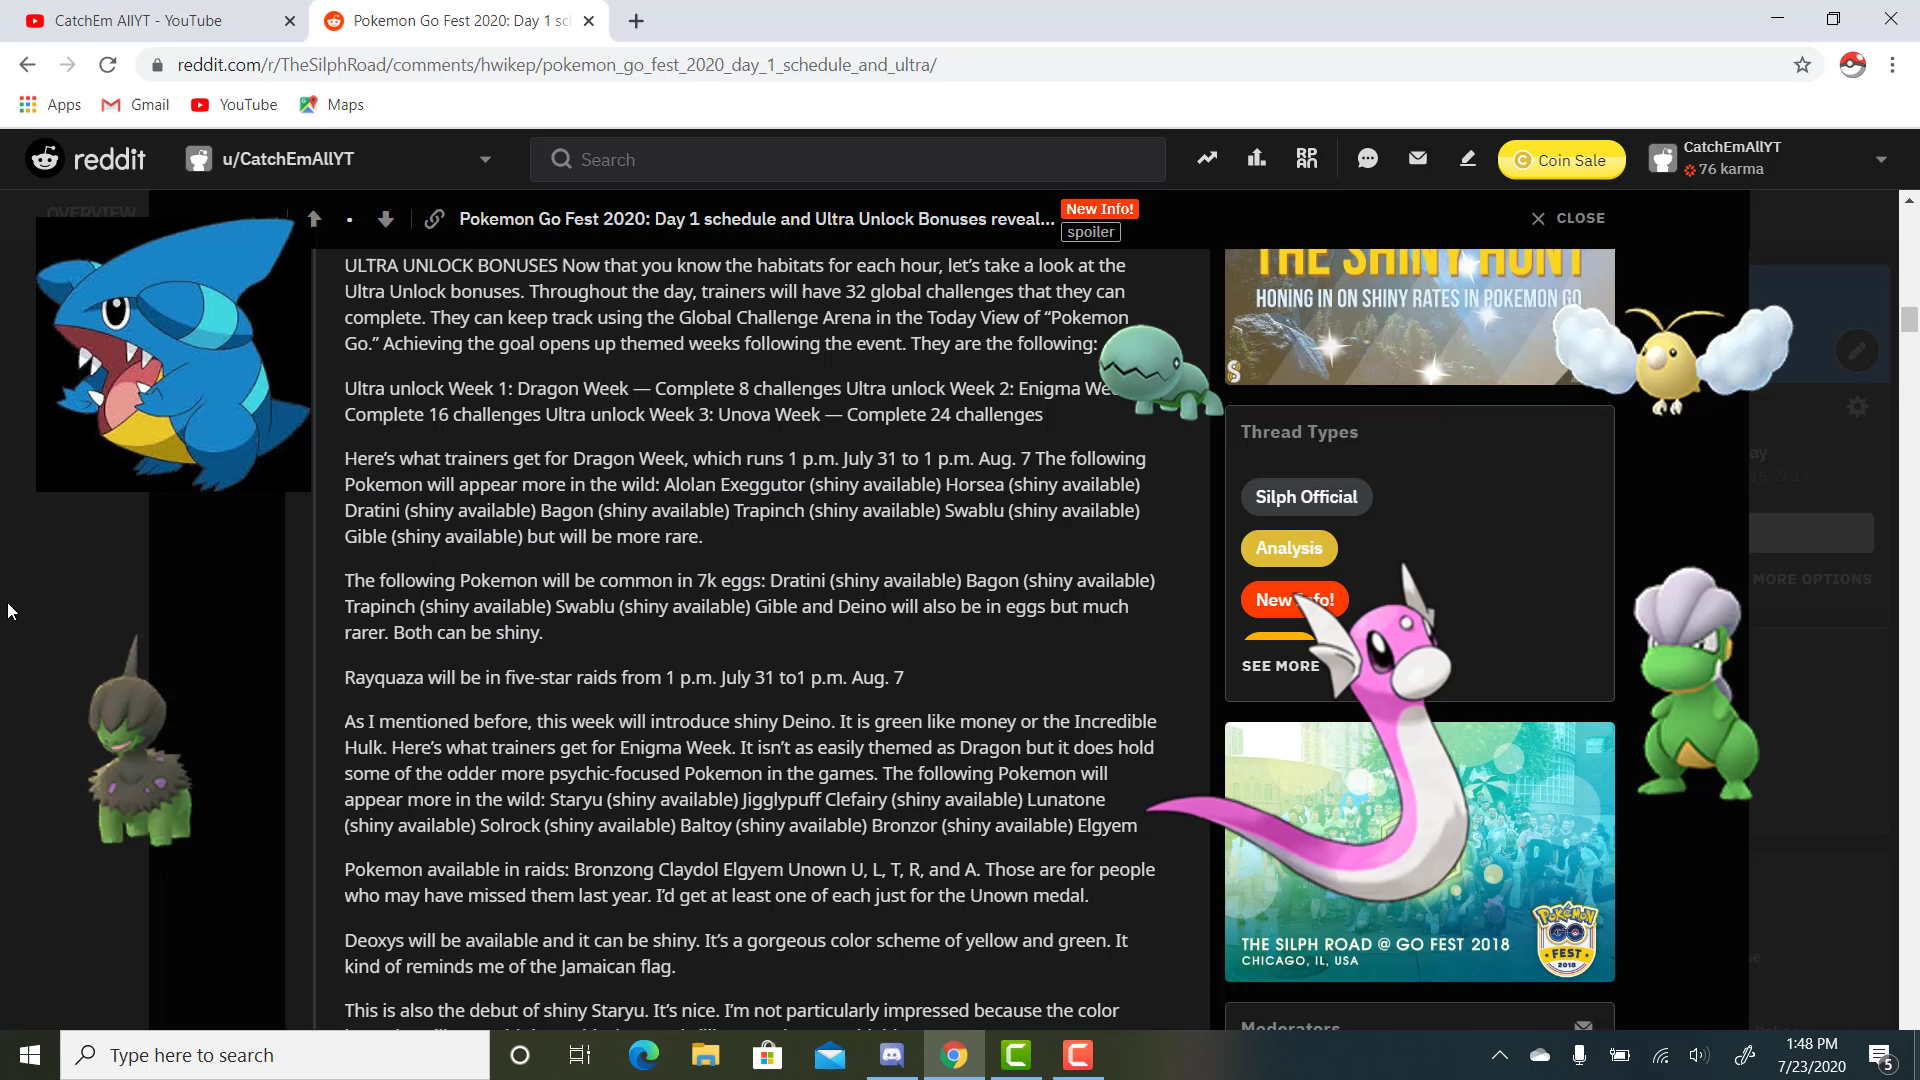 CatchEm AllYT - YouTube
Pokemon Go Fest 2020: Day 1 sc
reddit.com/r/TheSilphRoad/comments/hwikep/pokemon_go_fest_2020_day_1_schedule_and_ultra/
Apps Gmail YouTube Maps
reddit u/CatchEmAllYT Search RPAN Coin Sale CatchEmAllYT
76 karma
OVERVIEW
Pokemon Go Fest 2020: Day 1 schedule and Ultra Unlock Bonuses reveal... New Info! spoiler CLOSE
ULTRA UNLOCK BONUSES Now that you know the habitats for each hour, let’s take a look at the
Ultra Unlock bonuses. Throughout the day, trainers will have 32 global challenges that they can
complete. They can keep track using the Global Challenge Arena in the Today View of “Pokemon
Go.” Achieving the goal opens up themed weeks following the event. They are the following:
Ultra unlock Week 1: Dragon Week — Complete 8 challenges Ultra unlock Week 2: Enigma We
Complete 16 challenges Ultra unlock Week 3: Unova Week — Complete 24 challenges
Here’s what trainers get for Dragon Week, which runs 1 p.m. July 31 to 1 p.m. Aug. 7 The following
Pokemon will appear more in the wild: Alolan Exeggutor (shiny available) Horsea (shiny available)
Dratini (shiny available) Bagon (shiny available) Trapinch (shiny available) Swablu (shiny available)
Gible (shiny available) but will be more rare.
The following Pokemon will be common in 7k eggs: Dratini (shiny available) Bagon (shiny available)
Trapinch (shiny available) Swablu (shiny available) Gible and Deino will also be in eggs but much
rarer. Both can be shiny.
Rayquaza will be in five-star raids from 1 p.m. July 31 to1 p.m. Aug. 7
As I mentioned before, this week will introduce shiny Deino. It is green like money or the Incredible
Hulk. Here’s what trainers get for Enigma Week. It isn’t as easily themed as Dragon but it does hold
some of the odder more psychic-focused Pokemon in the games. The following Pokemon will
appear more in the wild: Staryu (shiny available) Jigglypuff Clefairy (shiny available) Lunatone
(shiny available) Solrock (shiny available) Baltoy (shiny available) Bronzor (shiny available) Elgyem
Pokemon available in raids: Bronzong Claydol Elgyem Unown U, L, T, R, and A. Those are for people
who may have missed them last year. I’d get at least one of each just for the Unown medal.
Deoxys will be available and it can be shiny. It’s a gorgeous color scheme of yellow and green. It
kind of reminds me of the Jamaican flag.
This is also the debut of shiny Staryu. It’s nice. I’m not particularly impressed because the color
THE SHINY HUNT
HONING IN ON SHINY RATES IN POKEMON GO
Thread Types
Silph Official
Analysis
New Info!
SEE MORE
MORE OPTIONS
THE SILPH ROAD @ GO FEST 2018
CHICAGO, IL, USA
POKÉMON
GO
FEST
2018
Moderators
Type here to search
1:48 PM
7/23/2020
5